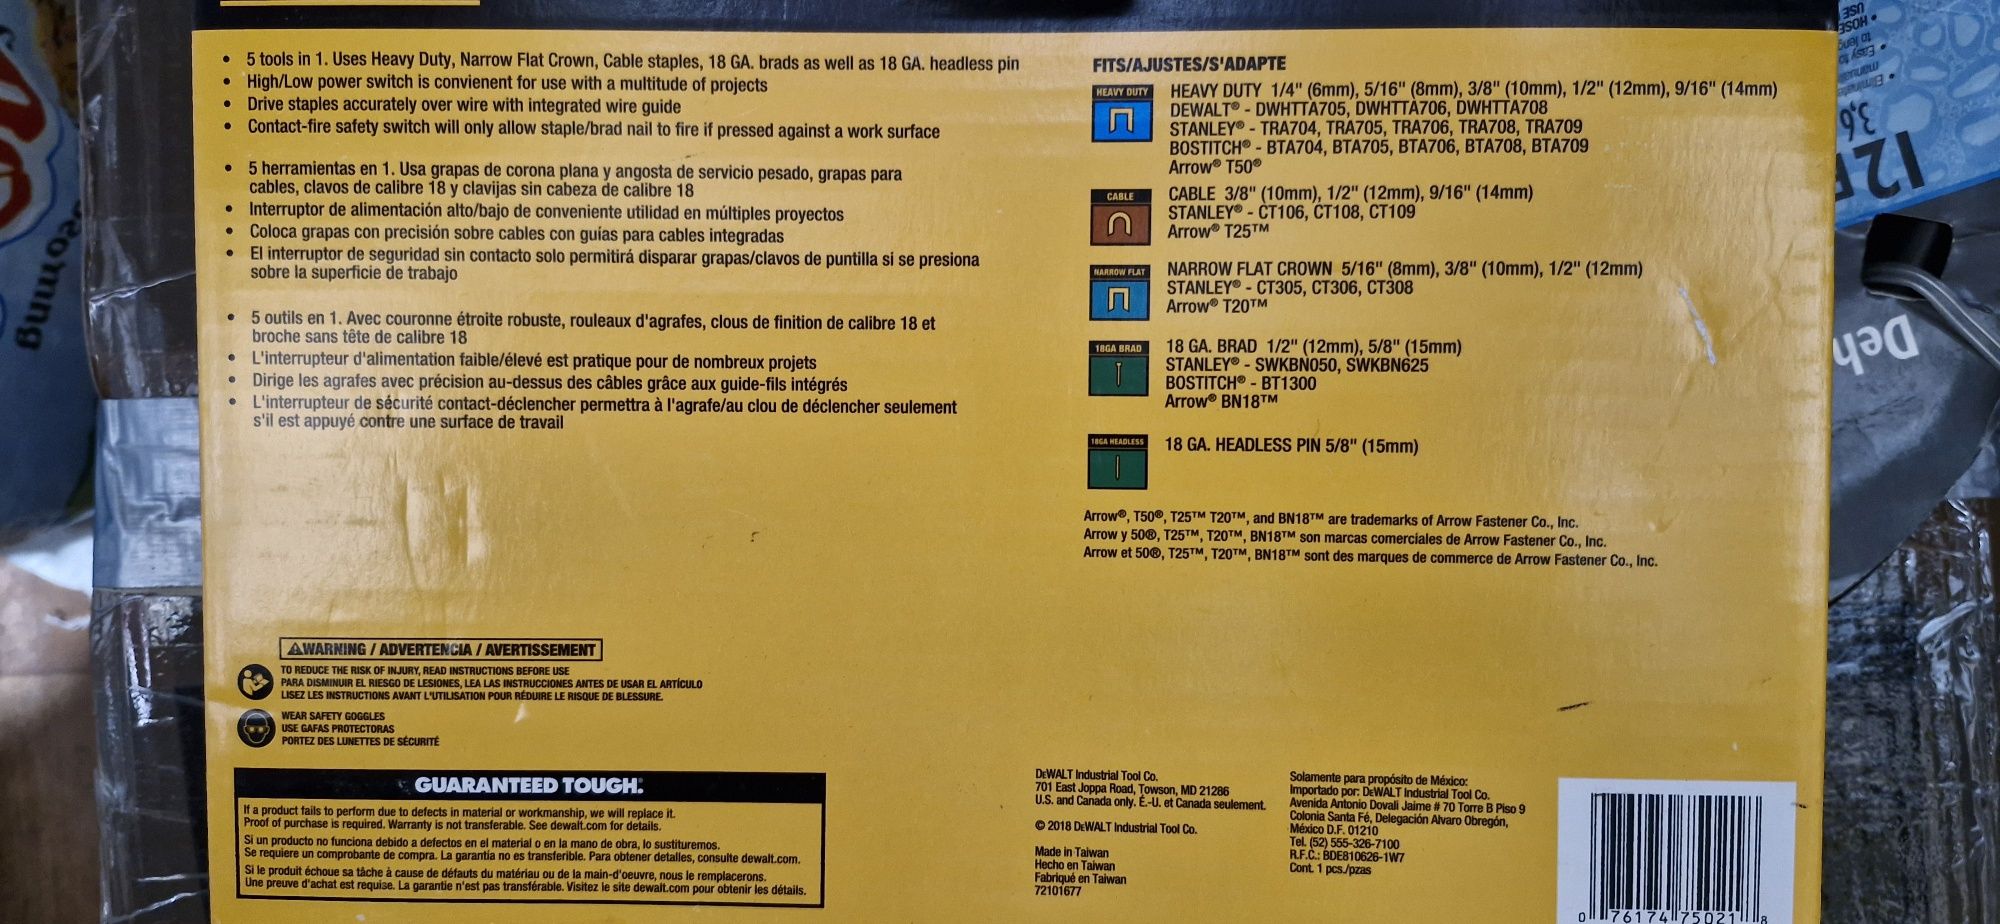 5 tools in 1. Uses Heavy Duty, Narrow Flat Crown, Cable staples, 18 GA. brads as well as 18 GA. headless pin
High/Low power switch is convienent for use with a multitude of projects
Drive staples accurately over wire with integrated wire guide
Contact-fire safety switch will only allow staple/brad nail to fire if pressed against a work surface
5 herramientas en 1. Usa grapas de corona plana y angosta de servicio pesado, grapas para
cables, clavos de calibre 18 y clavijas sin cabeza de calibre 18
Interruptor de alimentación alto/bajo de conveniente utilidad en múltiples proyectos
Coloca grapas con precisión sobre cables con guías para cables integradas
El interruptor de seguridad sin contacto solo permitirá disparar grapas/clavos de puntilla si se presiona
sobre la superficie de trabajo
5 outils en 1. Avec couronne étroite robuste, rouleaux d'agrafes, clous de finition de calibre 18 et
broche sans tête de calibre 18
L'interrupteur d'alimentation faible/élevé est pratique pour de nombreux projets
Dirige les agrafes avec précision au-dessus des câbles grâce aux guide-fils intégrés
L'interrupteur de sécurité contact-déclencher permettra à l'agrafe/au clou de déclencher seulement
s'il est appuyé contre une surface de travail
FITS/AJUSTES/S'ADAPTE
HEAVY DUTY
HEAVY DUTY 1/4" (6mm), 5/16" (8mm), 3/8" (10mm), 1/2" (12mm), 9/16" (14mm)
DEWALT® - DWHTTA705, DWHTTA706, DWHTTA708
STANLEY® - TRA704, TRA705, TRA706, TRA708, TRA709
BOSTITCH® - BTA704, BTA705, BTA706, BTA708, BTA709
Arrow® T50®
CABLE
CABLE 3/8" (10mm), 1/2" (12mm), 9/16" (14mm)
STANLEY® - CT106, CT108, CT109
Arrow® T25™
NARROW FLAT
NARROW FLAT CROWN 5/16" (8mm), 3/8" (10mm), 1/2" (12mm)
STANLEY® - CT305, CT306, CT308
Arrow® T20™
18GA BRAD
18 GA. BRAD 1/2" (12mm), 5/8" (15mm)
STANLEY® - SWKBN050, SWKBN625
BOSTITCH® - BT1300
Arrow® BN18™
18GA HEADLESS
18 GA. HEADLESS PIN 5/8" (15mm)
Arrow®, T50®, T25™ T20™, and BN18™ are trademarks of Arrow Fastener Co., Inc.
Arrow y 50®, T25™, T20™, BN18™ son marcas comerciales de Arrow Fastener Co., Inc.
Arrow et 50®, T25™, T20™, BN18™ sont des marques de commerce de Arrow Fastener Co., Inc.
WARNING / ADVERTENCIA / AVERTISSEMENT
TO REDUCE THE RISK OF INJURY, READ INSTRUCTIONS BEFORE USE
PARA DISMINUIR EL RIESGO DE LESIONES, LEA LAS INSTRUCCIONES ANTES DE USAR EL ARTÍCULO
LISEZ LES INSTRUCTIONS AVANT L'UTILISATION POUR RÉDUIRE LE RISQUE DE BLESSURE.
WEAR SAFETY GOGGLES
USE GAFAS PROTECTORAS
PORTEZ DES LUNETTES DE SÉCURITÉ
GUARANTEED TOUGH.
If a product fails to perform due to defects in material or workmanship, we will replace it.
Proof of purchase is required. Warranty is not transferable. See dewalt.com for details.
Si un producto no funciona debido a defectos en el material o en la mano de obra, lo sustituremos.
Se requiere un comprobante de compra. La garantía no es transferible. Para obtener detalles, consulte dewalt.com.
Si le produit échoue sa tâche à cause de défauts du matériau ou de la main-d'oeuvre, nous le remplacerons.
Une preuve d'achat est requise. La garantie n'est pas transférable. Visitez le site dewalt.com pour obtenir les détails.
DEWALT Industrial Tool Co.
701 East Joppa Road, Towson, MD 21286
U.S. and Canada only. É.-U. et Canada seulement.
© 2018 DEWALT Industrial Tool Co.
Made in Taiwan
Hecho en Taiwan
Fabriqué en Taiwan
72101677
Solamente para propósito de México:
Importado por: DEWALT Industrial Tool Co.
Avenida Antonio Dovali Jaime # 70 Torre B Piso 9
Colonia Santa Fé, Delegación Alvaro Obregón,
México D.F. 01210
Tel. (52) 555-326-7100
R.F.C.: BDE810626-1W7
Cont. 1 pcs./pzas
0 76174 75021 8
Deh